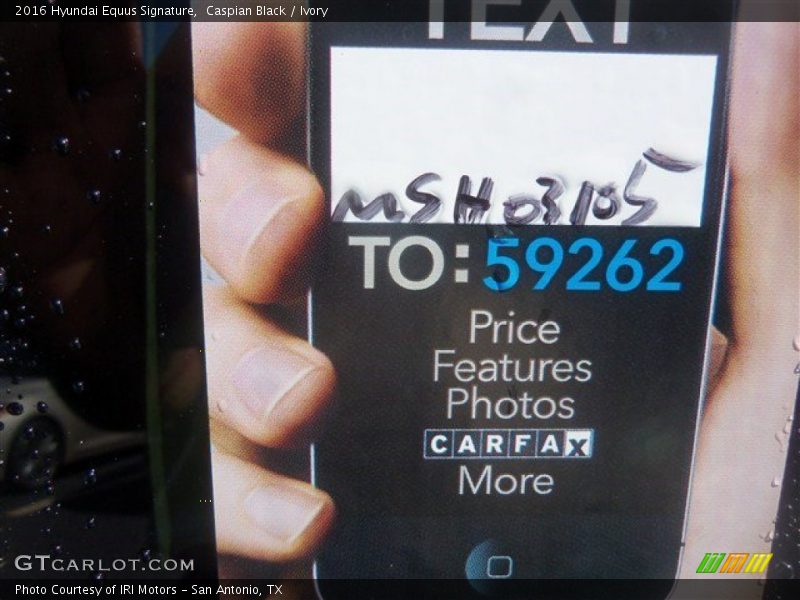 2016 Hyundai Equus Signature, Caspian Black / Ivory
TEXT
MSH03105
TO: 59262
Price
Features
Photos
CARFAX
More
GTCARLOT.COM
Photo Courtesy of IRI Motors - San Antonio, TX